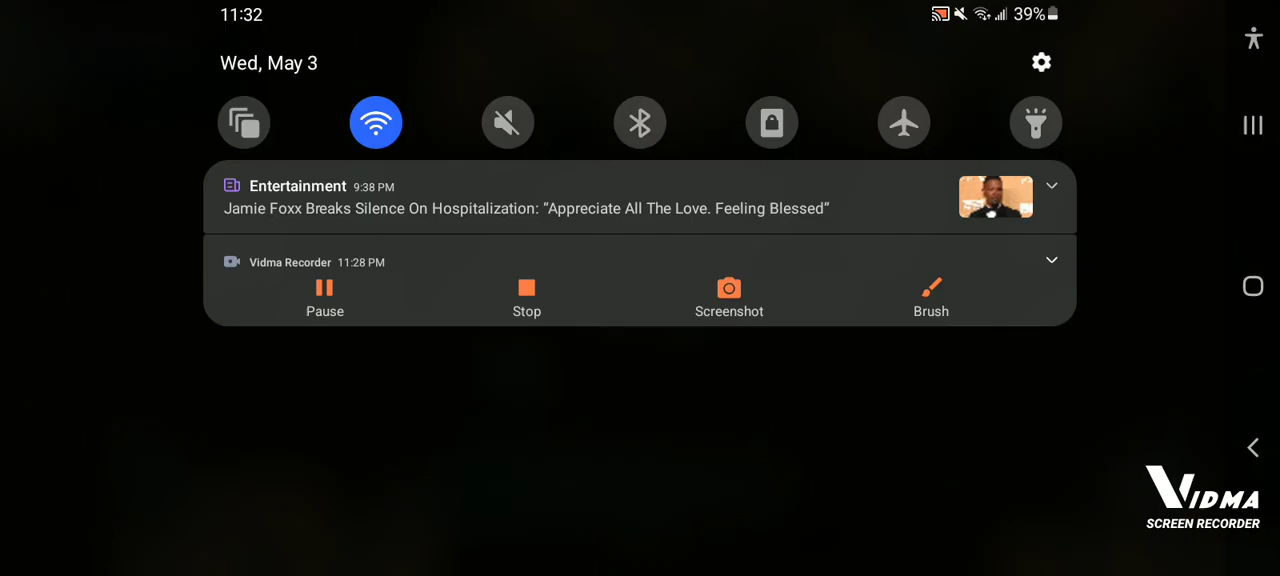 11:32
39%
Wed, May 3
Entertainment 9:38 PM
Jamie Foxx Breaks Silence On Hospitalization: “Appreciate All The Love. Feeling Blessed”
Vidma Recorder 11:28 PM
Pause Stop Screenshot Brush
VIDMA
SCREEN RECORDER